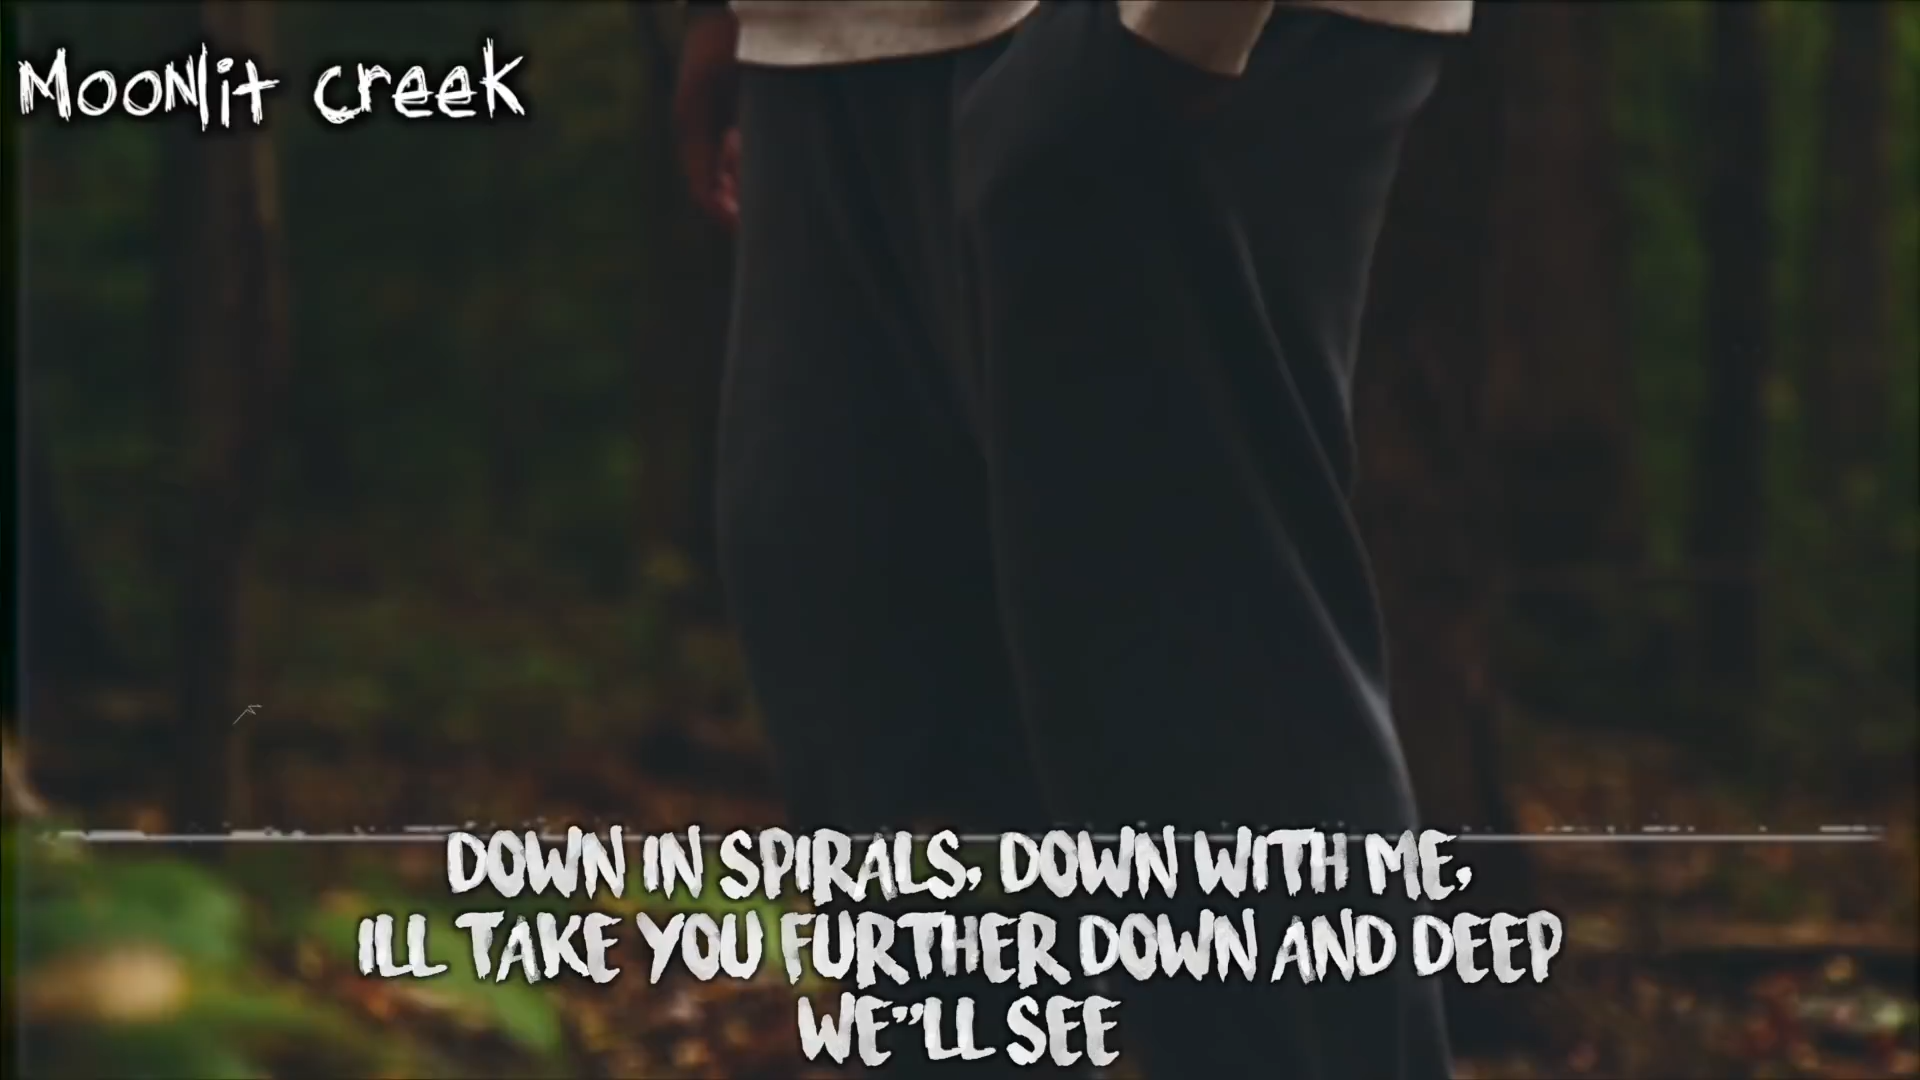 Moonlit creek
DOWN IN SPIRALS, DOWN WITH ME,
ILL TAKE YOU FURTHER DOWN AND DEEP
WE"LL SEE